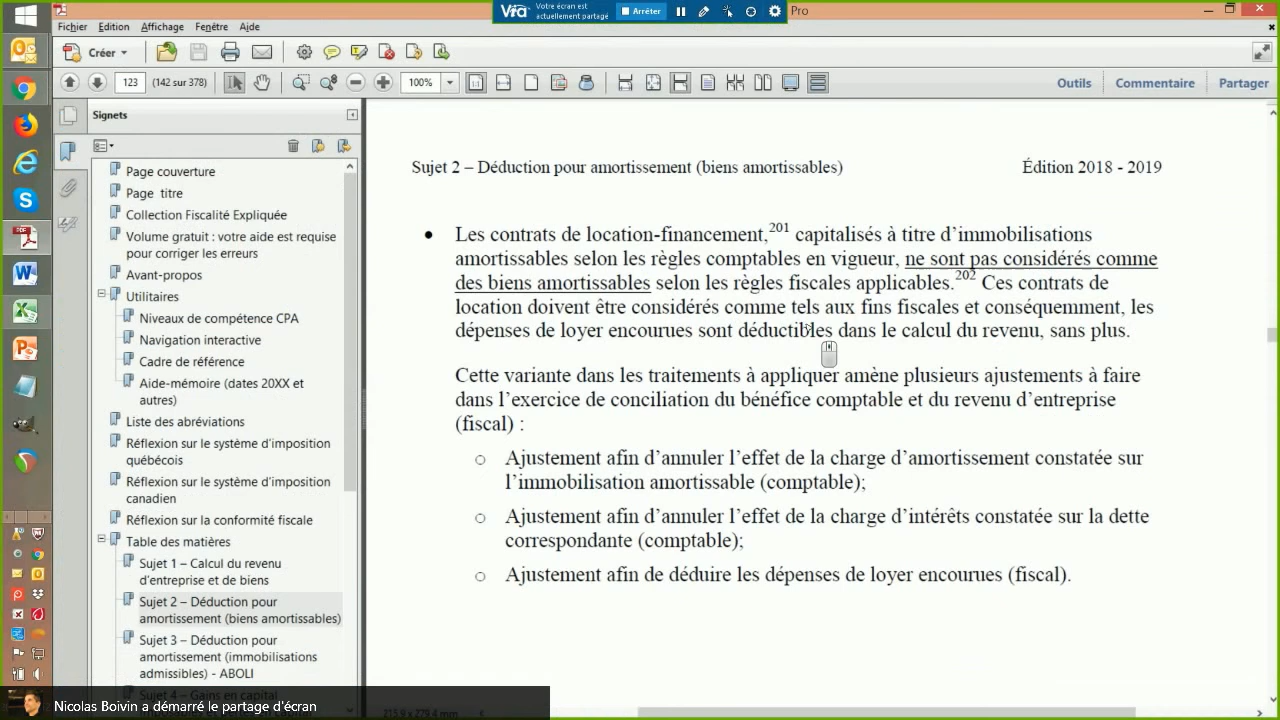 Votre écran est
actuellement partagé
Arrêter
Pro
Fichier Edition Affichage Fenêtre Aide
Créer
123 (142 sur 378) 100% Outils Commentaire Partager
Signets
Page couverture
Page titre
Collection Fiscalité Expliquée
Volume gratuit : votre aide est requise
pour corriger les erreurs
Avant-propos
Utilitaires
Niveaux de compétence CPA
Navigation interactive
Cadre de référence
Aide-mémoire (dates 20XX et
autres)
Liste des abréviations
Réflexion sur le système d'imposition
québécois
Réflexion sur le système d'imposition
canadien
Réflexion sur la conformité fiscale
Table des matières
Sujet 1 – Calcul du revenu
d'entreprise et de biens
Sujet 2 – Déduction pour
amortissement (biens amortissables)
Sujet 3 – Déduction pour
amortissement (immobilisations
admissibles) - ABOLI
Sujet 4 – Gains en capital
Sujet 2 – Déduction pour amortissement (biens amortissables) Édition 2018 - 2019
• Les contrats de location-financement,201 capitalisés à titre d'immobilisations
amortissables selon les règles comptables en vigueur, ne sont pas considérés comme
des biens amortissables selon les règles fiscales applicables.202 Ces contrats de
location doivent être considérés comme tels aux fins fiscales et conséquemment, les
dépenses de loyer encourues sont déductibles dans le calcul du revenu, sans plus.
Cette variante dans les traitements à appliquer amène plusieurs ajustements à faire
dans l'exercice de conciliation du bénéfice comptable et du revenu d'entreprise
(fiscal) :
o Ajustement afin d'annuler l'effet de la charge d'amortissement constatée sur
l'immobilisation amortissable (comptable);
o Ajustement afin d'annuler l'effet de la charge d'intérêts constatée sur la dette
correspondante (comptable);
o Ajustement afin de déduire les dépenses de loyer encourues (fiscal).
Nicolas Boivin a démarré le partage d'écran
215,9 x 279,4 mm